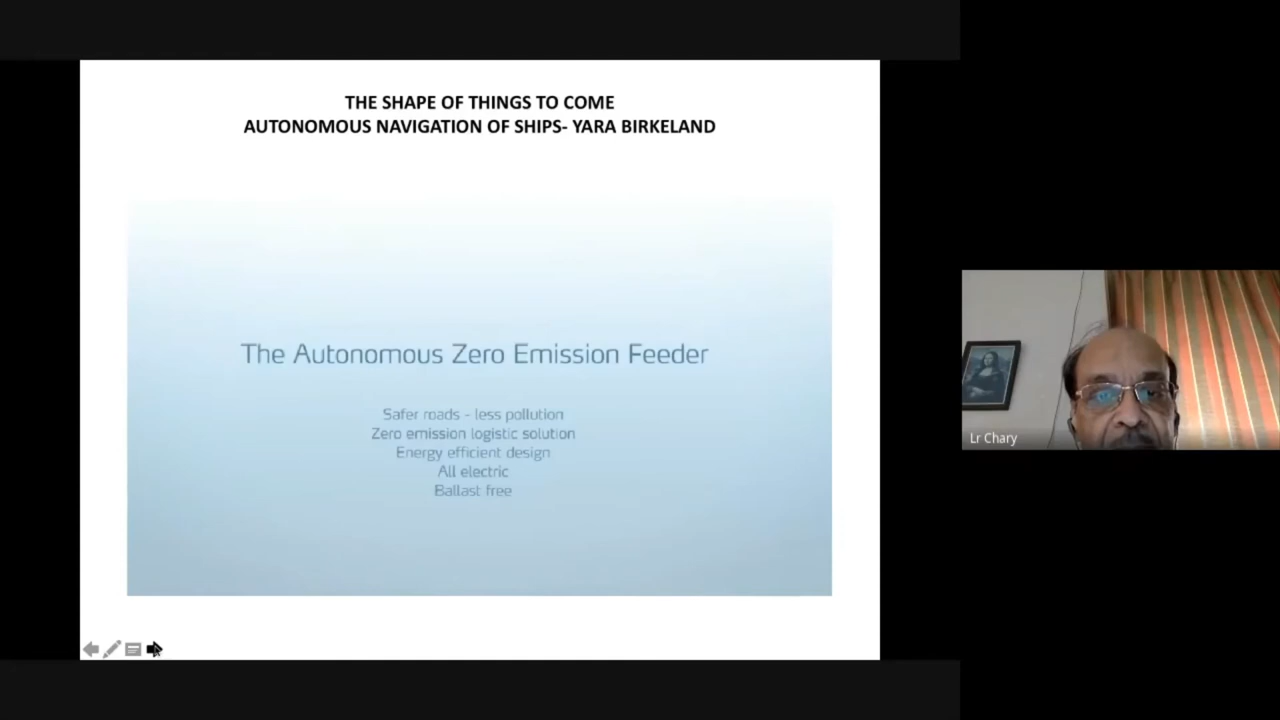 THE SHAPE OF THINGS TO COME
AUTONOMOUS NAVIGATION OF SHIPS- YARA BIRKELAND
The Autonomous Zero Emission Feeder
Safer roads - less pollution
Zero emission logistic solution
Energy efficient design
All electric
Ballast free
Lr Chary